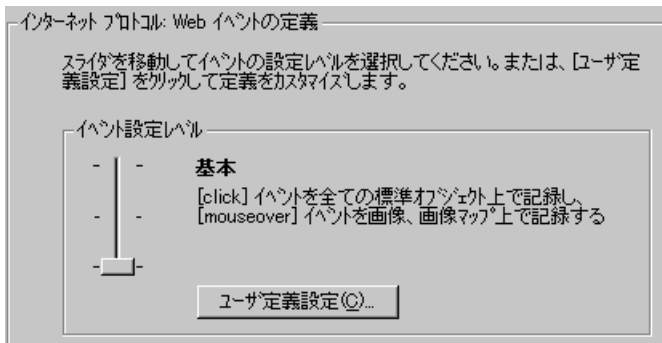 インターネット プロトコル: Web イベントの定義
スライダを移動してイベントの設定レベルを選択してください。または、[ユーザ定
義設定] をクリックして定義をカスタマイズします。
イベント設定レベル
基本
[click] イベントを全ての標準オブジェクト上で記録し、
[mouseover] イベントを画像、画像マップ上で記録する
ユーザ定義設定(C)...